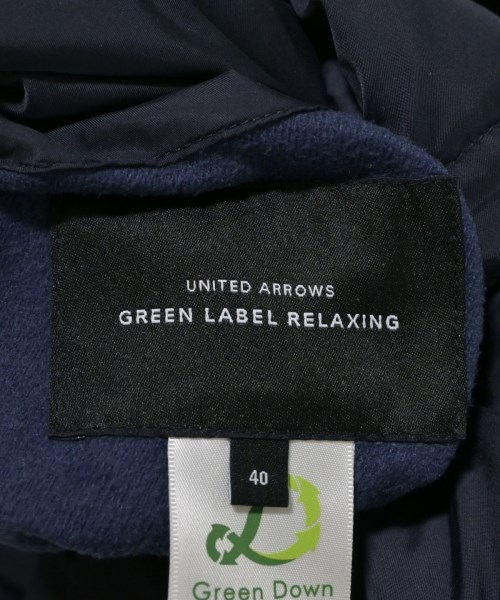 UNITED ARROWS
GREEN LABEL RELAXING
40
Green Down